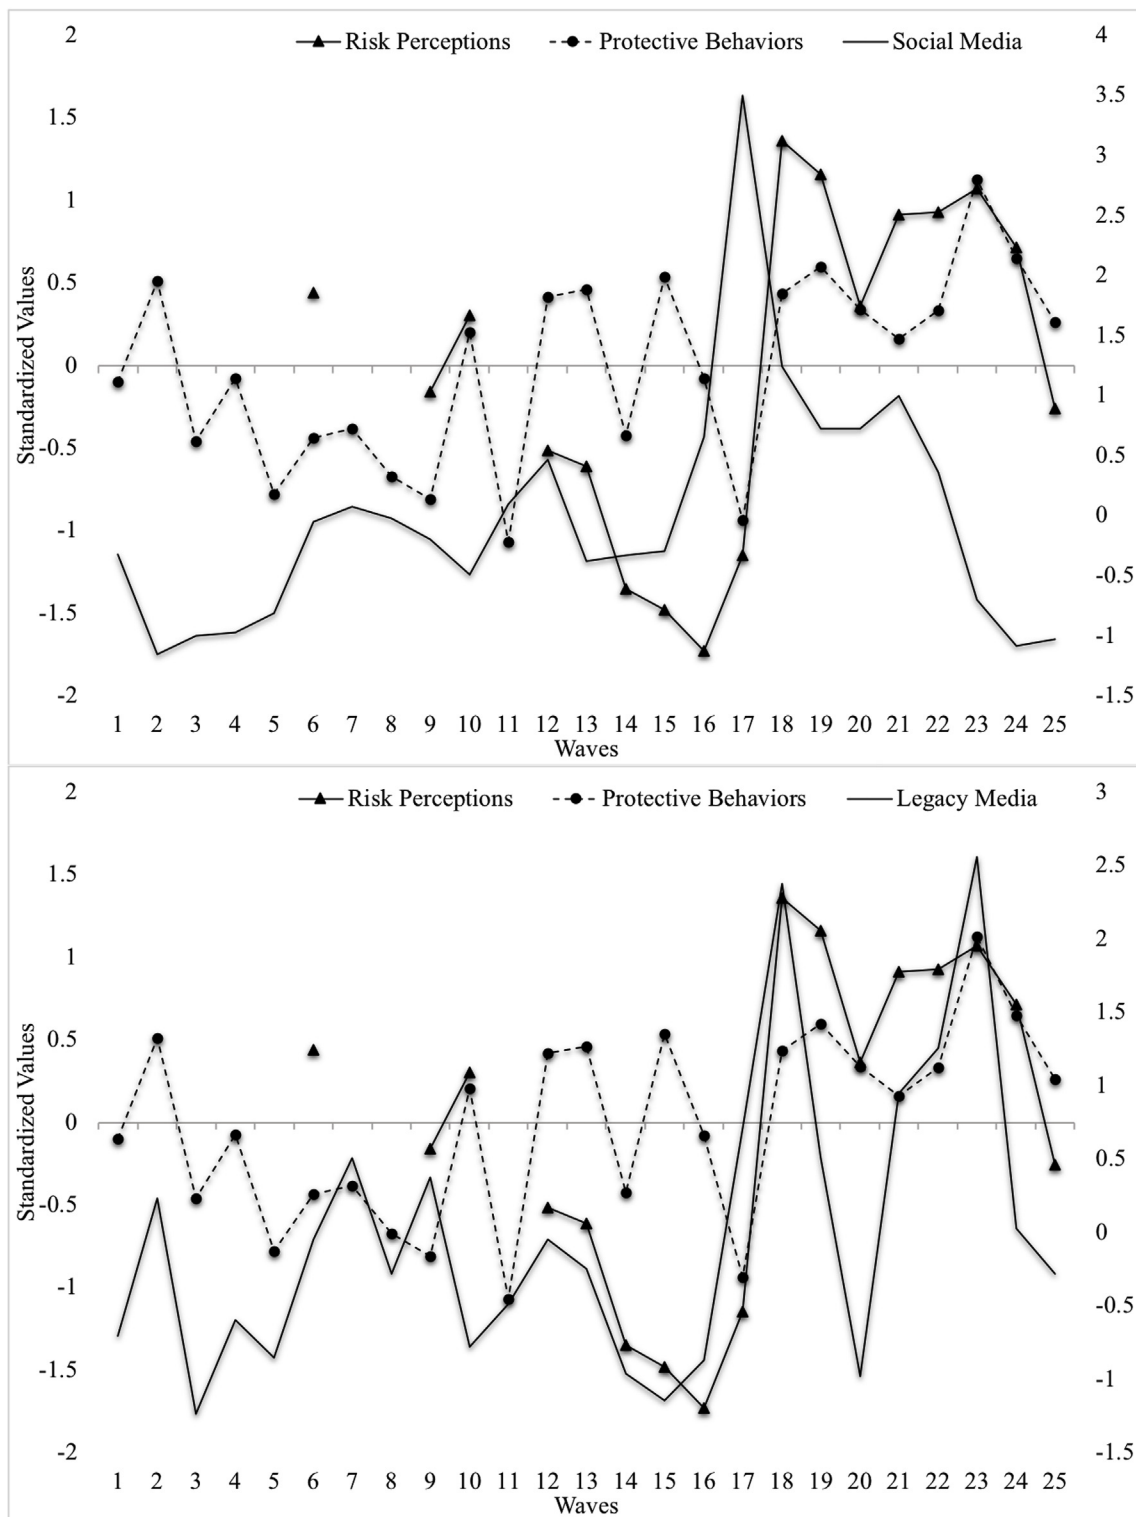 Risk Perceptions Protective Behaviors Social Media
2 4
1.5 3.5
1 3
0.5 2.5
0 2
-0.5 1.5
-1 1
-1.5 0.5
-2 0
-0.5
-1
-1.5
Standardized Values
1 2 3 4 5 6 7 8 9 10 11 12 13 14 15 16 17 18 19 20 21 22 23 24 25
Waves
Risk Perceptions Protective Behaviors Legacy Media
2 3
1.5 2.5
1 2
0.5 1.5
0 1
-0.5 0.5
-1 0
-1.5 -0.5
-2 -1
-1.5
Standardized Values
1 2 3 4 5 6 7 8 9 10 11 12 13 14 15 16 17 18 19 20 21 22 23 24 25
Waves